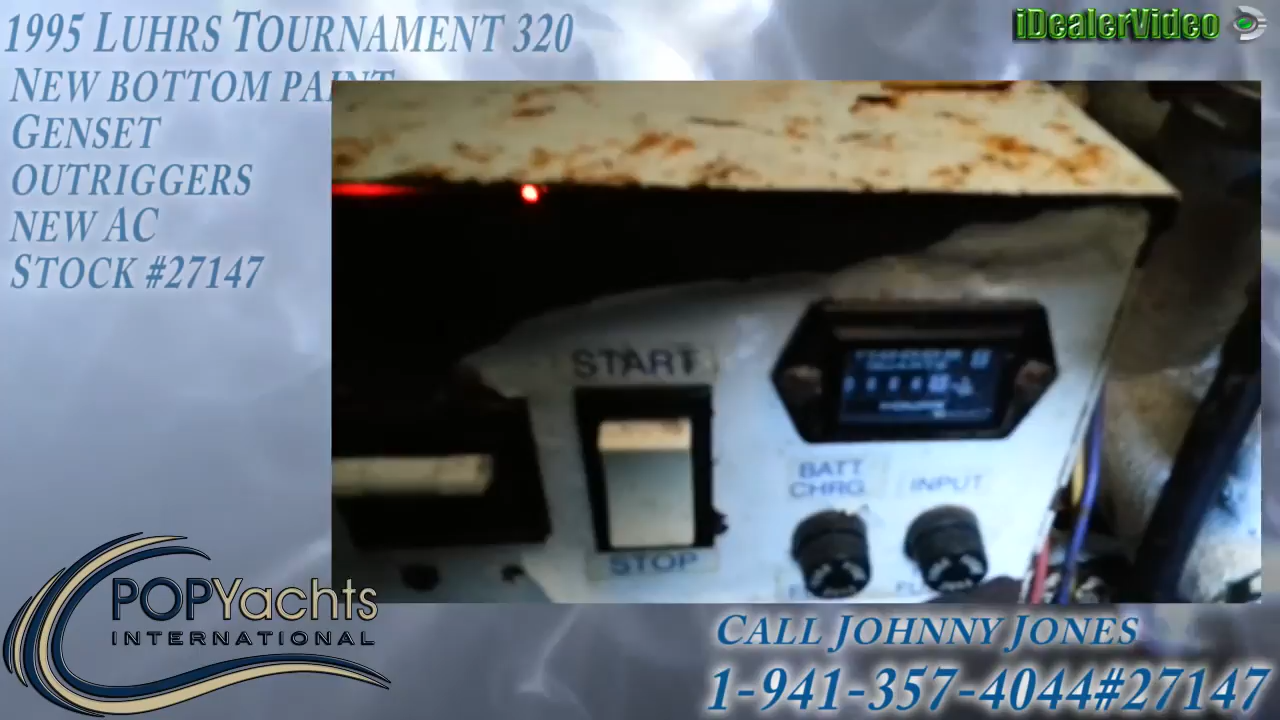 1995 LUHRS TOURNAMENT 320
iDealerVideo
NEW BOTTOM PAINT
GENSET
OUTRIGGERS
NEW AC
STOCK #27147
START
STOP
BATT
CHRG
INPUT
POPYachts
INTERNATIONAL
CALL JOHNNY JONES
1-941-357-4044#27147